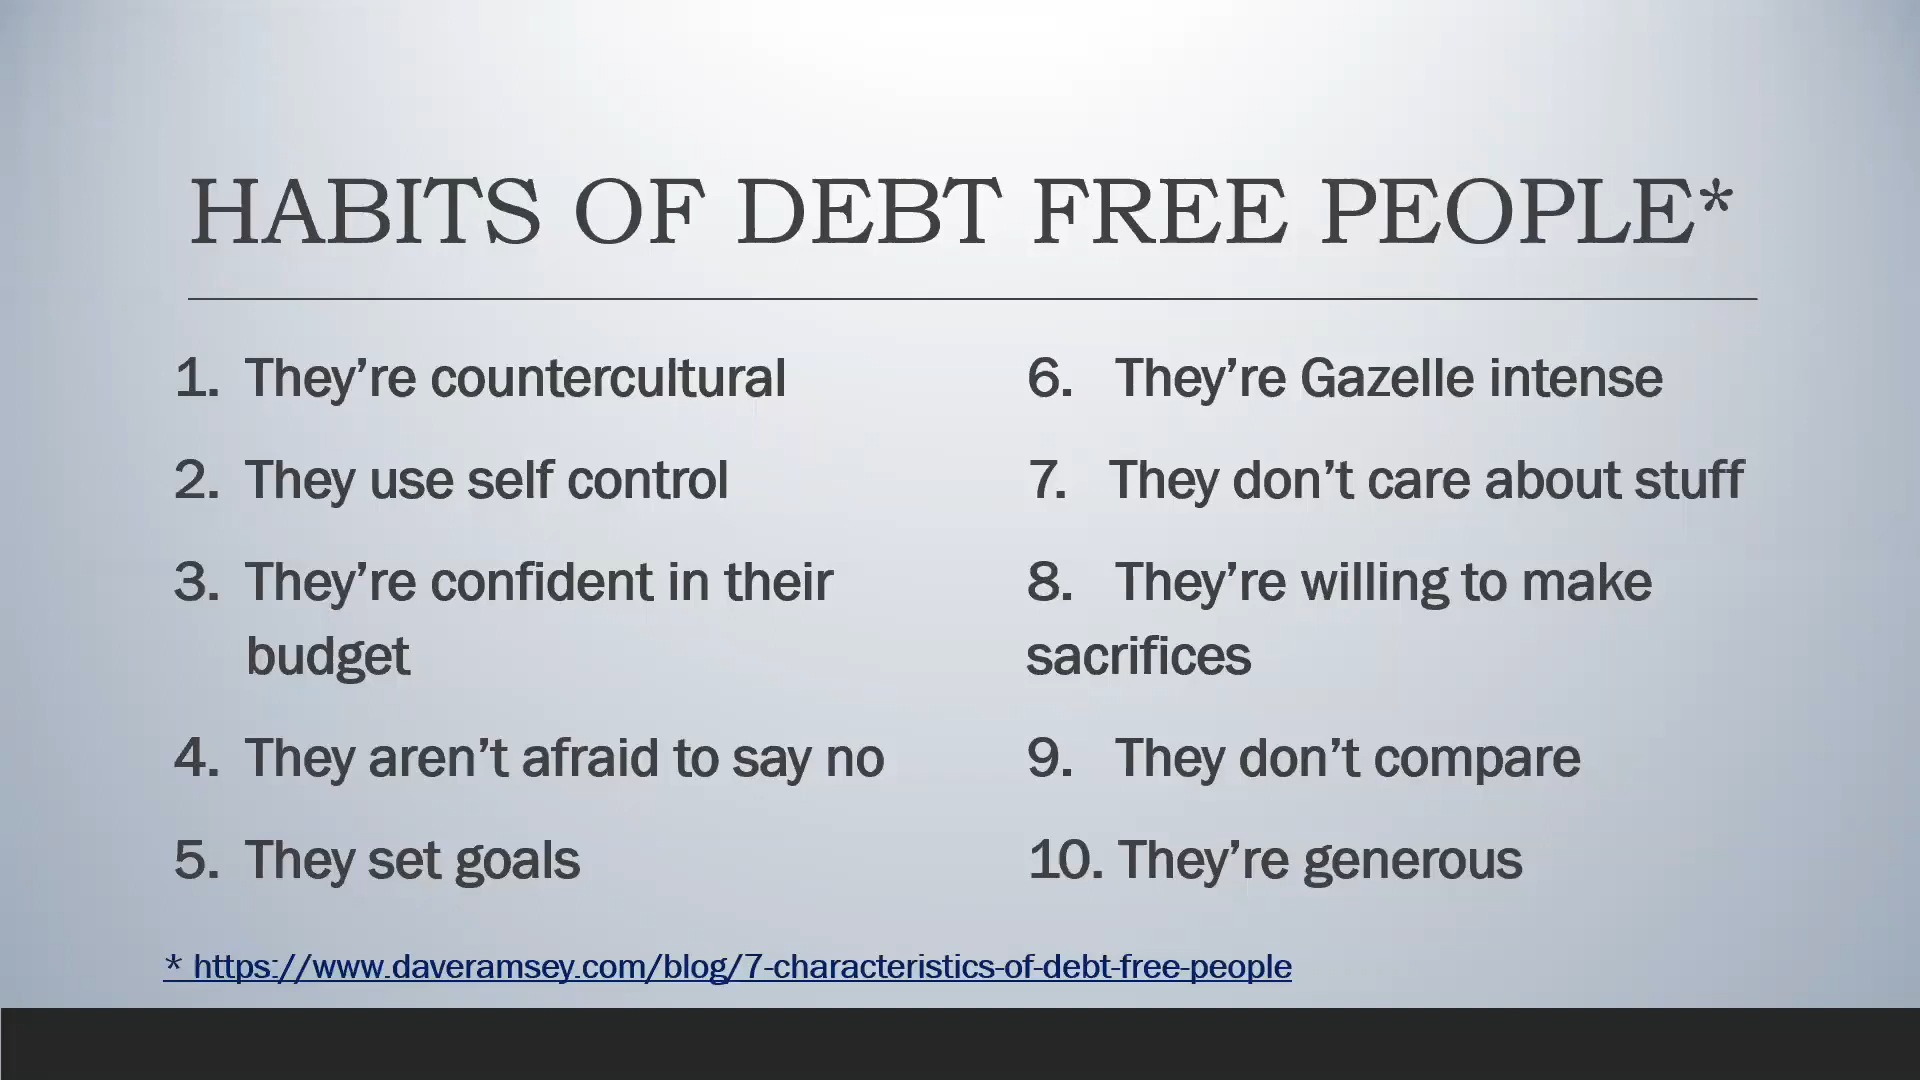 HABITS OF DEBT FREE PEOPLE*
1. They’re countercultural
2. They use self control
3. They’re confident in their
budget
4. They aren’t afraid to say no
5. They set goals
6. They’re Gazelle intense
7. They don’t care about stuff
8. They’re willing to make
sacrifices
9. They don’t compare
10. They’re generous
* https://www.daveramsey.com/blog/7-characteristics-of-debt-free-people